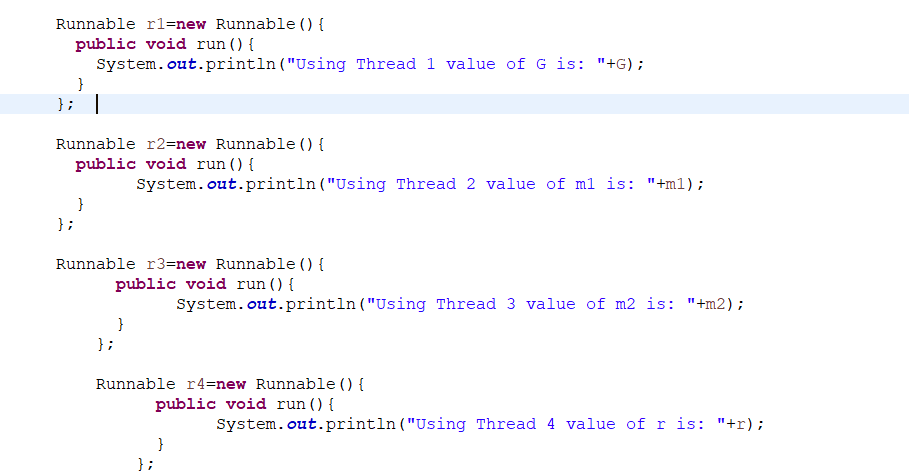 Runnable r1=new Runnable(){
public void run(){
System.out.println("Using Thread 1 value of G is: "+G);
}
};
Runnable r2=new Runnable(){
public void run(){
System.out.println("Using Thread 2 value of m1 is: "+m1);
}
};
Runnable r3=new Runnable(){
public void run(){
System.out.println("Using Thread 3 value of m2 is: "+m2);
}
};
Runnable r4=new Runnable(){
public void run(){
System.out.println("Using Thread 4 value of r is: "+r);
}
};